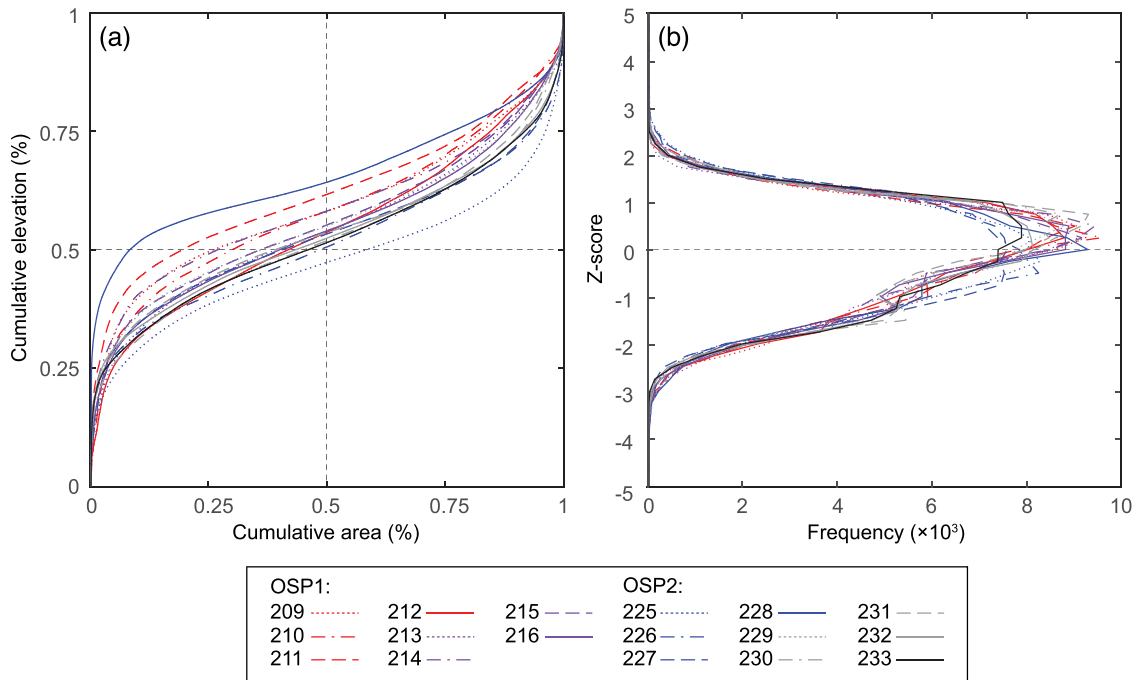 (a)
1
0.75
0.5
0.25
0
Cumulative elevation (%)
0 0.25 0.5 0.75 1
Cumulative area (%)
(b)
5
4
3
2
1
0
-1
-2
-3
-4
-5
Z-score
0 2 4 6 8 10
Frequency (×10³)
OSP1: OSP2:
209 212 215 225 228 231
210 213 216 226 229 232
211 214 227 230 233